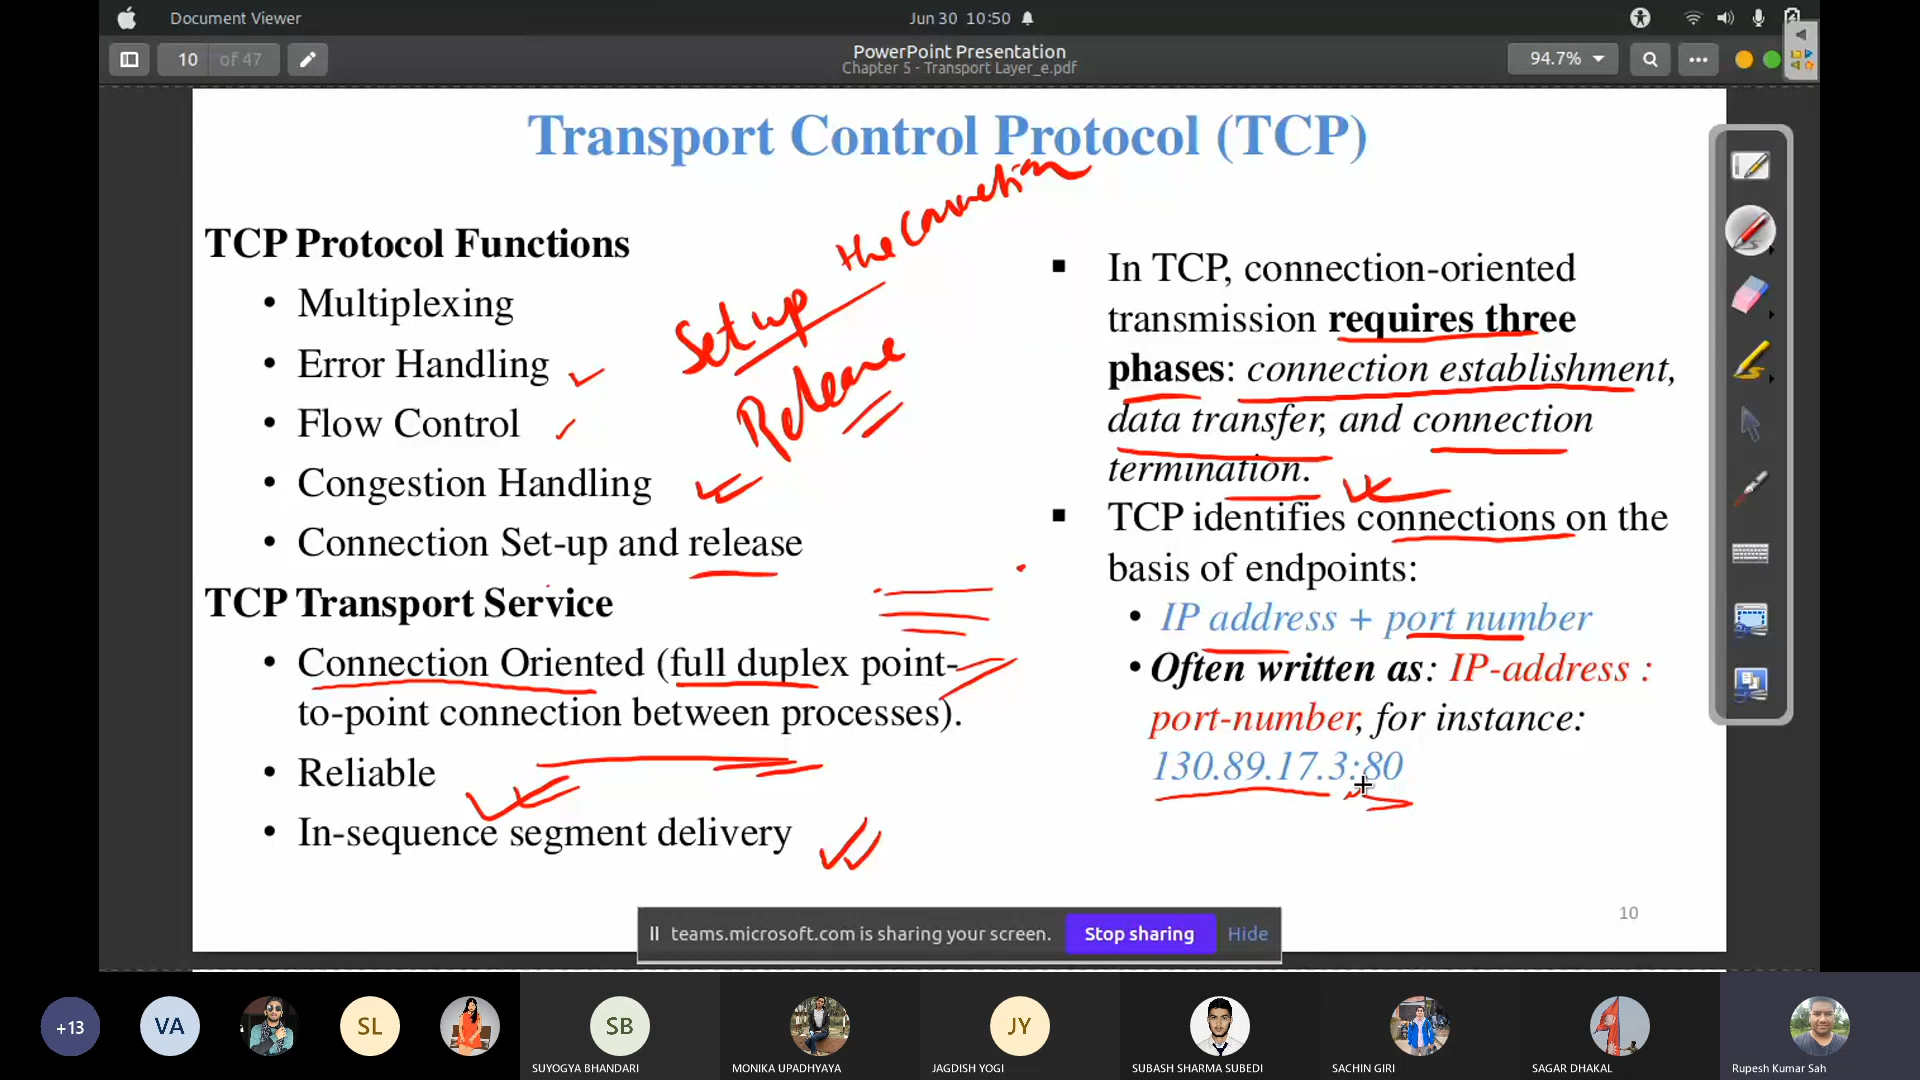 Document Viewer
Jun 30 10:50
10 of 47
PowerPoint Presentation
Chapter 5 - Transport Layer_e.pdf
94.7%
Transport Control Protocol (TCP)
the Connection
Set up
Release
TCP Protocol Functions
• Multiplexing
• Error Handling
• Flow Control
• Congestion Handling
• Connection Set-up and release
TCP Transport Service
• Connection Oriented (full duplex point-
to-point connection between processes).
• Reliable
• In-sequence segment delivery
▪ In TCP, connection-oriented
transmission requires three
phases: connection establishment,
data transfer, and connection
termination.
▪ TCP identifies connections on the
basis of endpoints:
• IP address + port number
• Often written as: IP-address :
port-number, for instance:
130.89.17.3:80
10
teams.microsoft.com is sharing your screen.
Stop sharing
Hide
+13
VA
SL
SB
SUYOGYA BHANDARI
MONIKA UPADHYAYA
JY
JAGDISH YOGI
SUBASH SHARMA SUBEDI
SACHIN GIRI
SAGAR DHAKAL
Rupesh Kumar Sah